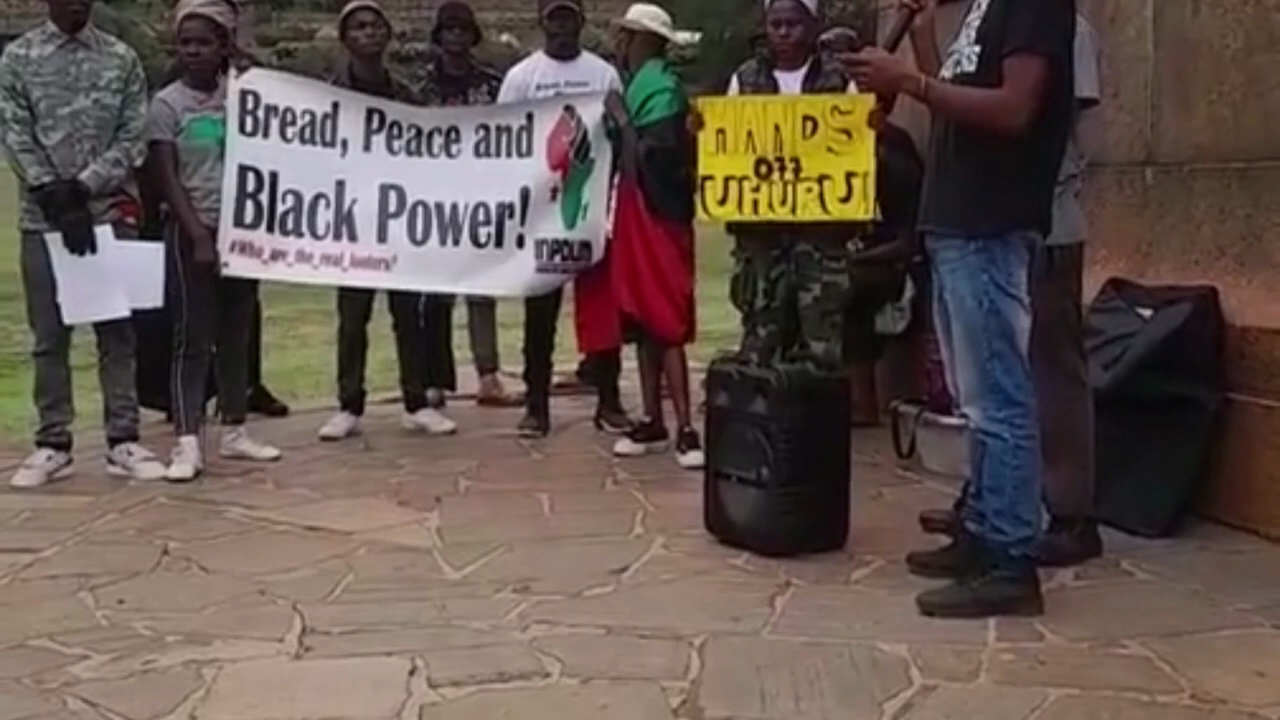 Bread, Peace and
Black Power!
#Who_are_the_real_looters?
INPDUM
HANDS
OFF
UHURU!